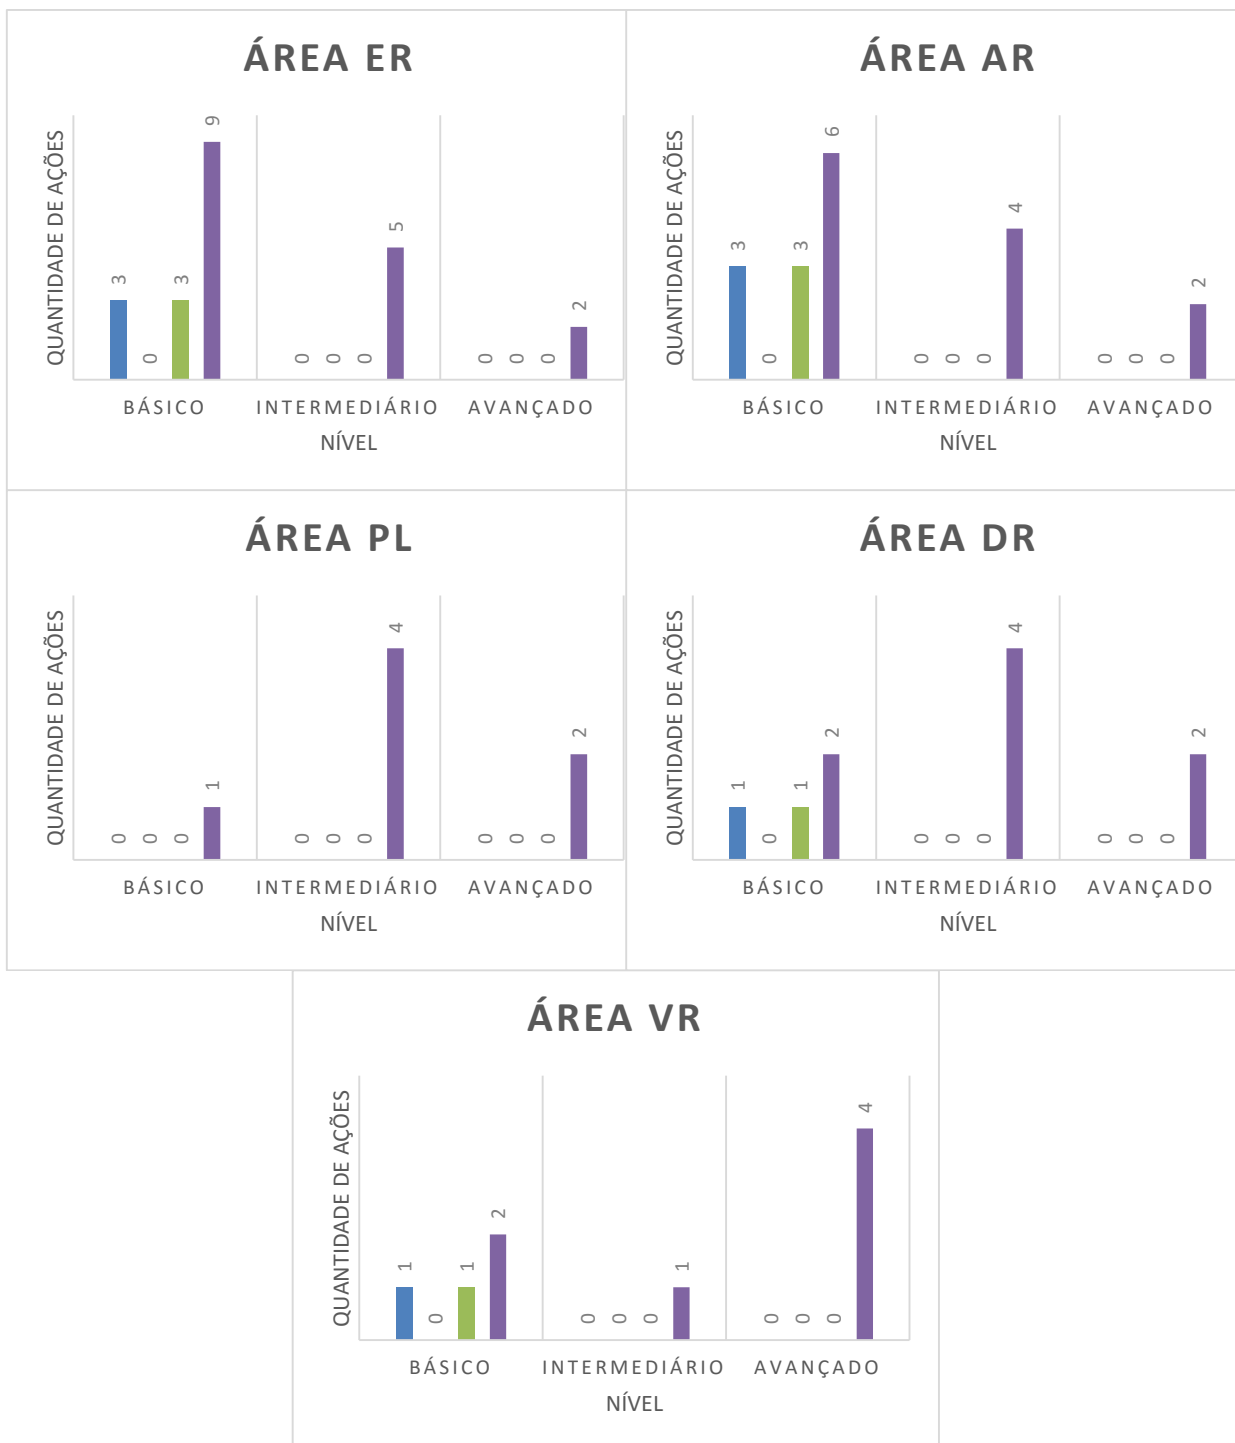 ÁREA ER
QUANTIDADE DE AÇÕES
3 0 3 9
0 0 0 5
0 0 0 2
BÁSICO INTERMEDIÁRIO AVANÇADO
NÍVEL
ÁREA AR
QUANTIDADE DE AÇÕES
3 0 3 6
0 0 0 4
0 0 0 2
BÁSICO INTERMEDIÁRIO AVANÇADO
NÍVEL
ÁREA PL
QUANTIDADE DE AÇÕES
0 0 0 1
0 0 0 4
0 0 0 2
BÁSICO INTERMEDIÁRIO AVANÇADO
NÍVEL
ÁREA DR
QUANTIDADE DE AÇÕES
1 0 1 2
0 0 0 4
0 0 0 2
BÁSICO INTERMEDIÁRIO AVANÇADO
NÍVEL
ÁREA VR
QUANTIDADE DE AÇÕES
1 0 1 2
0 0 0 1
0 0 0 4
BÁSICO INTERMEDIÁRIO AVANÇADO
NÍVEL